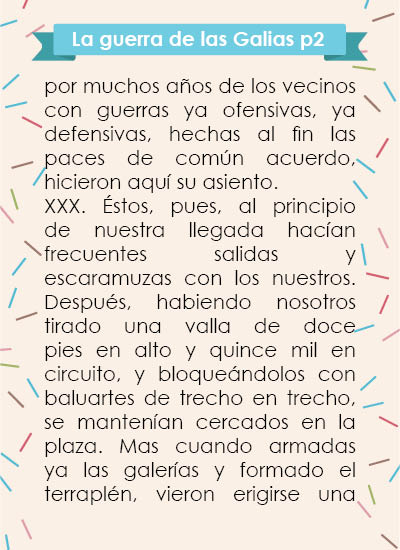 La guerra de las Galias p2
por muchos años de los vecinos
con guerras ya ofensivas, ya
defensivas, hechas al fin las
paces de común acuerdo,
hicieron aquí su asiento.
XXX. Éstos, pues, al principio
de nuestra llegada hacían
frecuentes salidas y
escaramuzas con los nuestros.
Después, habiendo nosotros
tirado una valla de doce
pies en alto y quince mil en
circuito, y bloqueándolos con
baluartes de trecho en trecho,
se mantenían cercados en la
plaza. Mas cuando armadas
ya las galerías y formado el
terraplén, vieron erigirse una